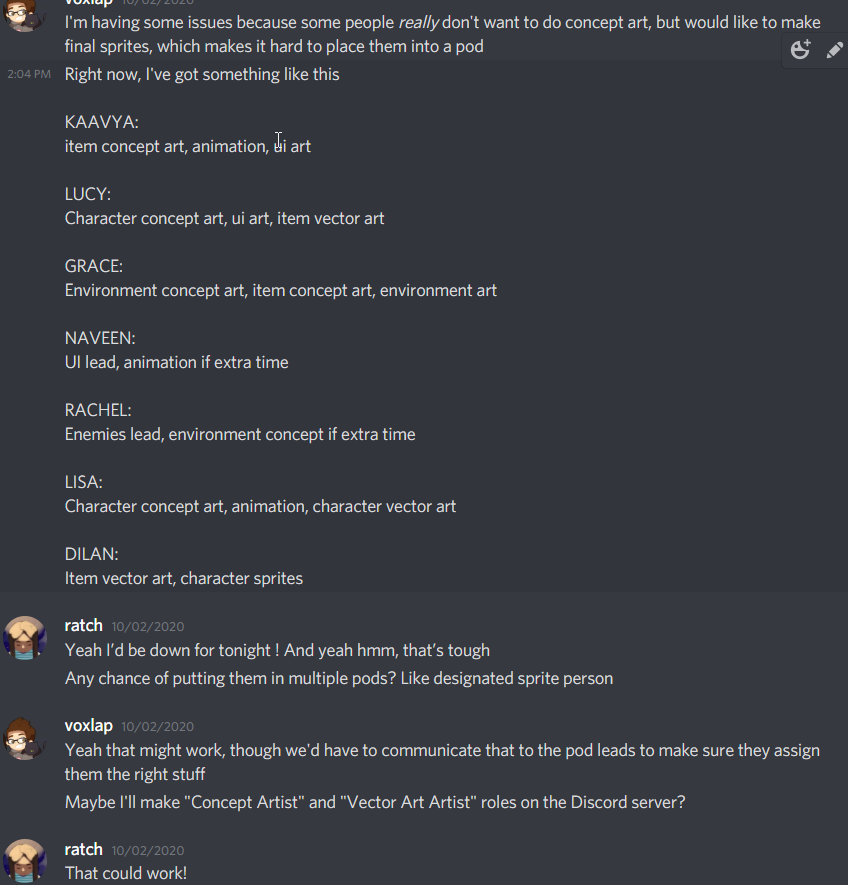 voxlap 10/02/2020
I'm having some issues because some people really don't want to do concept art, but would like to make
final sprites, which makes it hard to place them into a pod
2:04 PM Right now, I've got something like this
KAAVYA:
item concept art, animation, ui art
LUCY:
Character concept art, ui art, item vector art
GRACE:
Environment concept art, item concept art, environment art
NAVEEN:
UI lead, animation if extra time
RACHEL:
Enemies lead, environment concept if extra time
LISA:
Character concept art, animation, character vector art
DILAN:
Item vector art, character sprites
ratch 10/02/2020
Yeah I'd be down for tonight ! And yeah hmm, that's tough
Any chance of putting them in multiple pods? Like designated sprite person
voxlap 10/02/2020
Yeah that might work, though we'd have to communicate that to the pod leads to make sure they assign
them the right stuff
Maybe I'll make "Concept Artist" and "Vector Art Artist" roles on the Discord server?
ratch 10/02/2020
That could work!